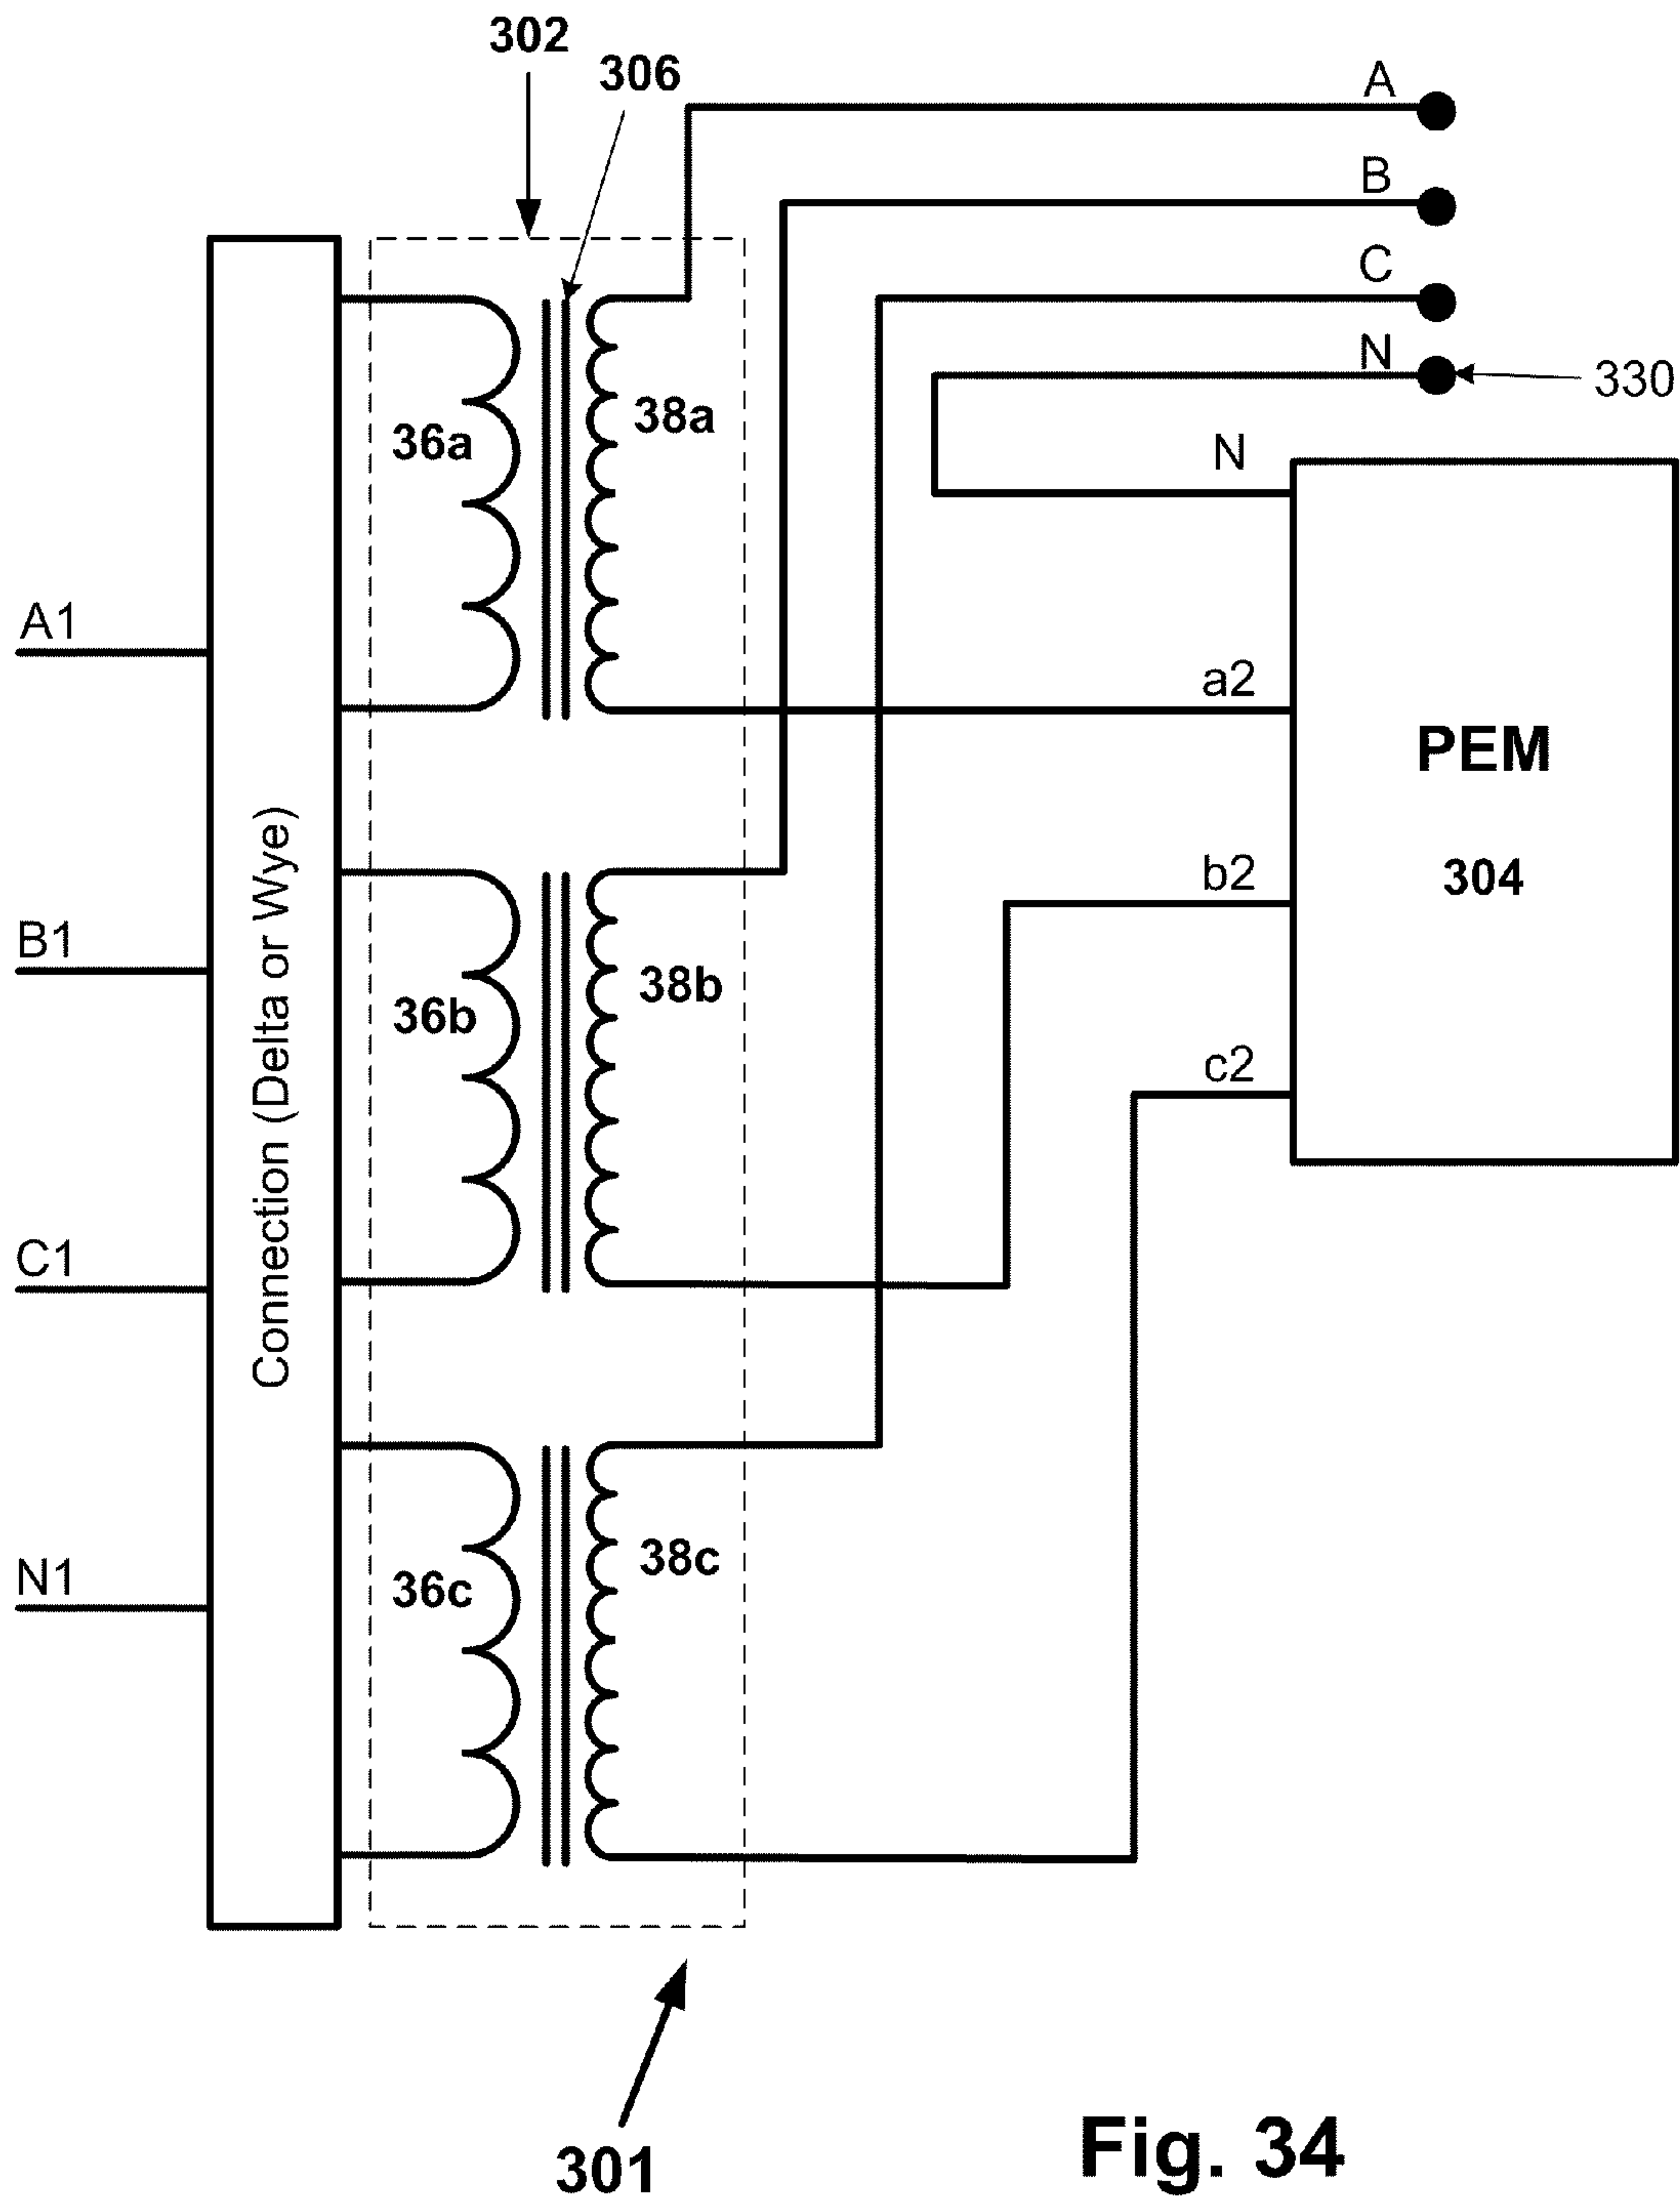 302
306
A
B
C
N
330
N
36a
38a
A1
a2
PEM
304
b2
B1
36b
38b
c2
Connection (Delta or Wye)
C1
N1
36c
38c
301
Fig. 34